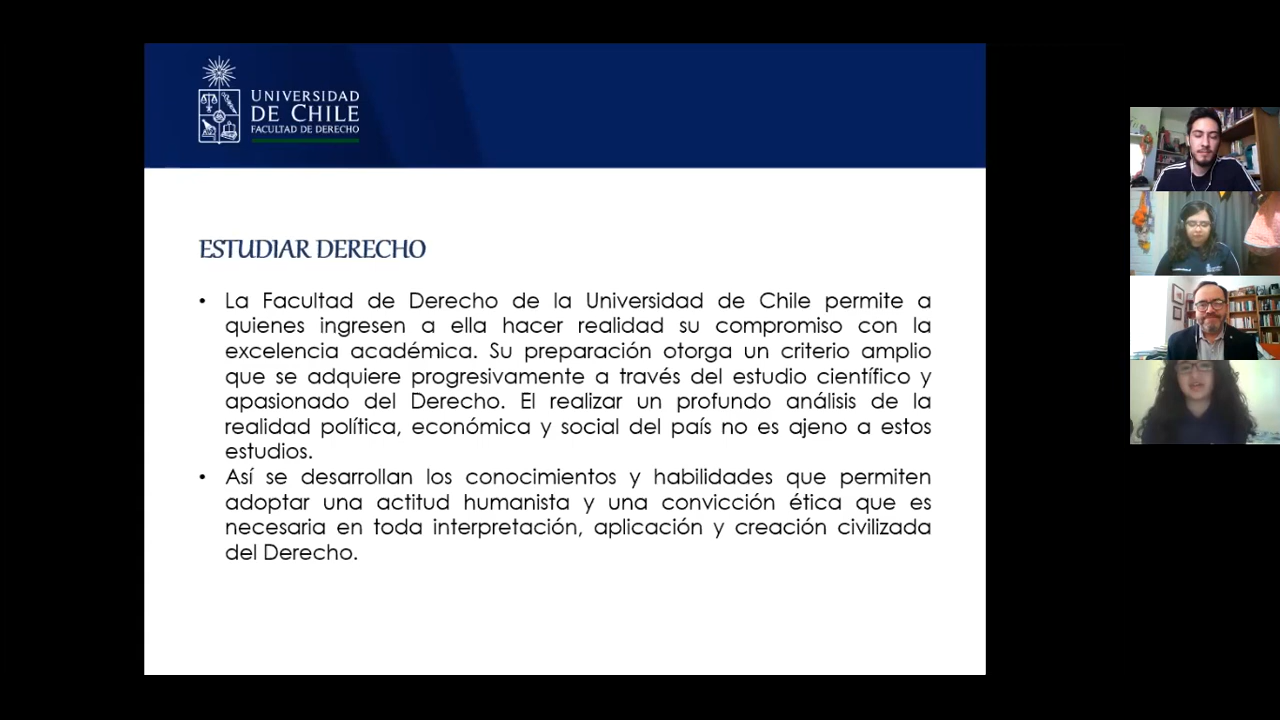 UNIVERSIDAD
DE CHILE
FACULTAD DE DERECHO
ESTUDIAR DERECHO
• La Facultad de Derecho de la Universidad de Chile permite a
quienes ingresen a ella hacer realidad su compromiso con la
excelencia académica. Su preparación otorga un criterio amplio
que se adquiere progresivamente a través del estudio científico y
apasionado del Derecho. El realizar un profundo análisis de la
realidad política, económica y social del país no es ajeno a estos
estudios.
• Así se desarrollan los conocimientos y habilidades que permiten
adoptar una actitud humanista y una convicción ética que es
necesaria en toda interpretación, aplicación y creación civilizada
del Derecho.